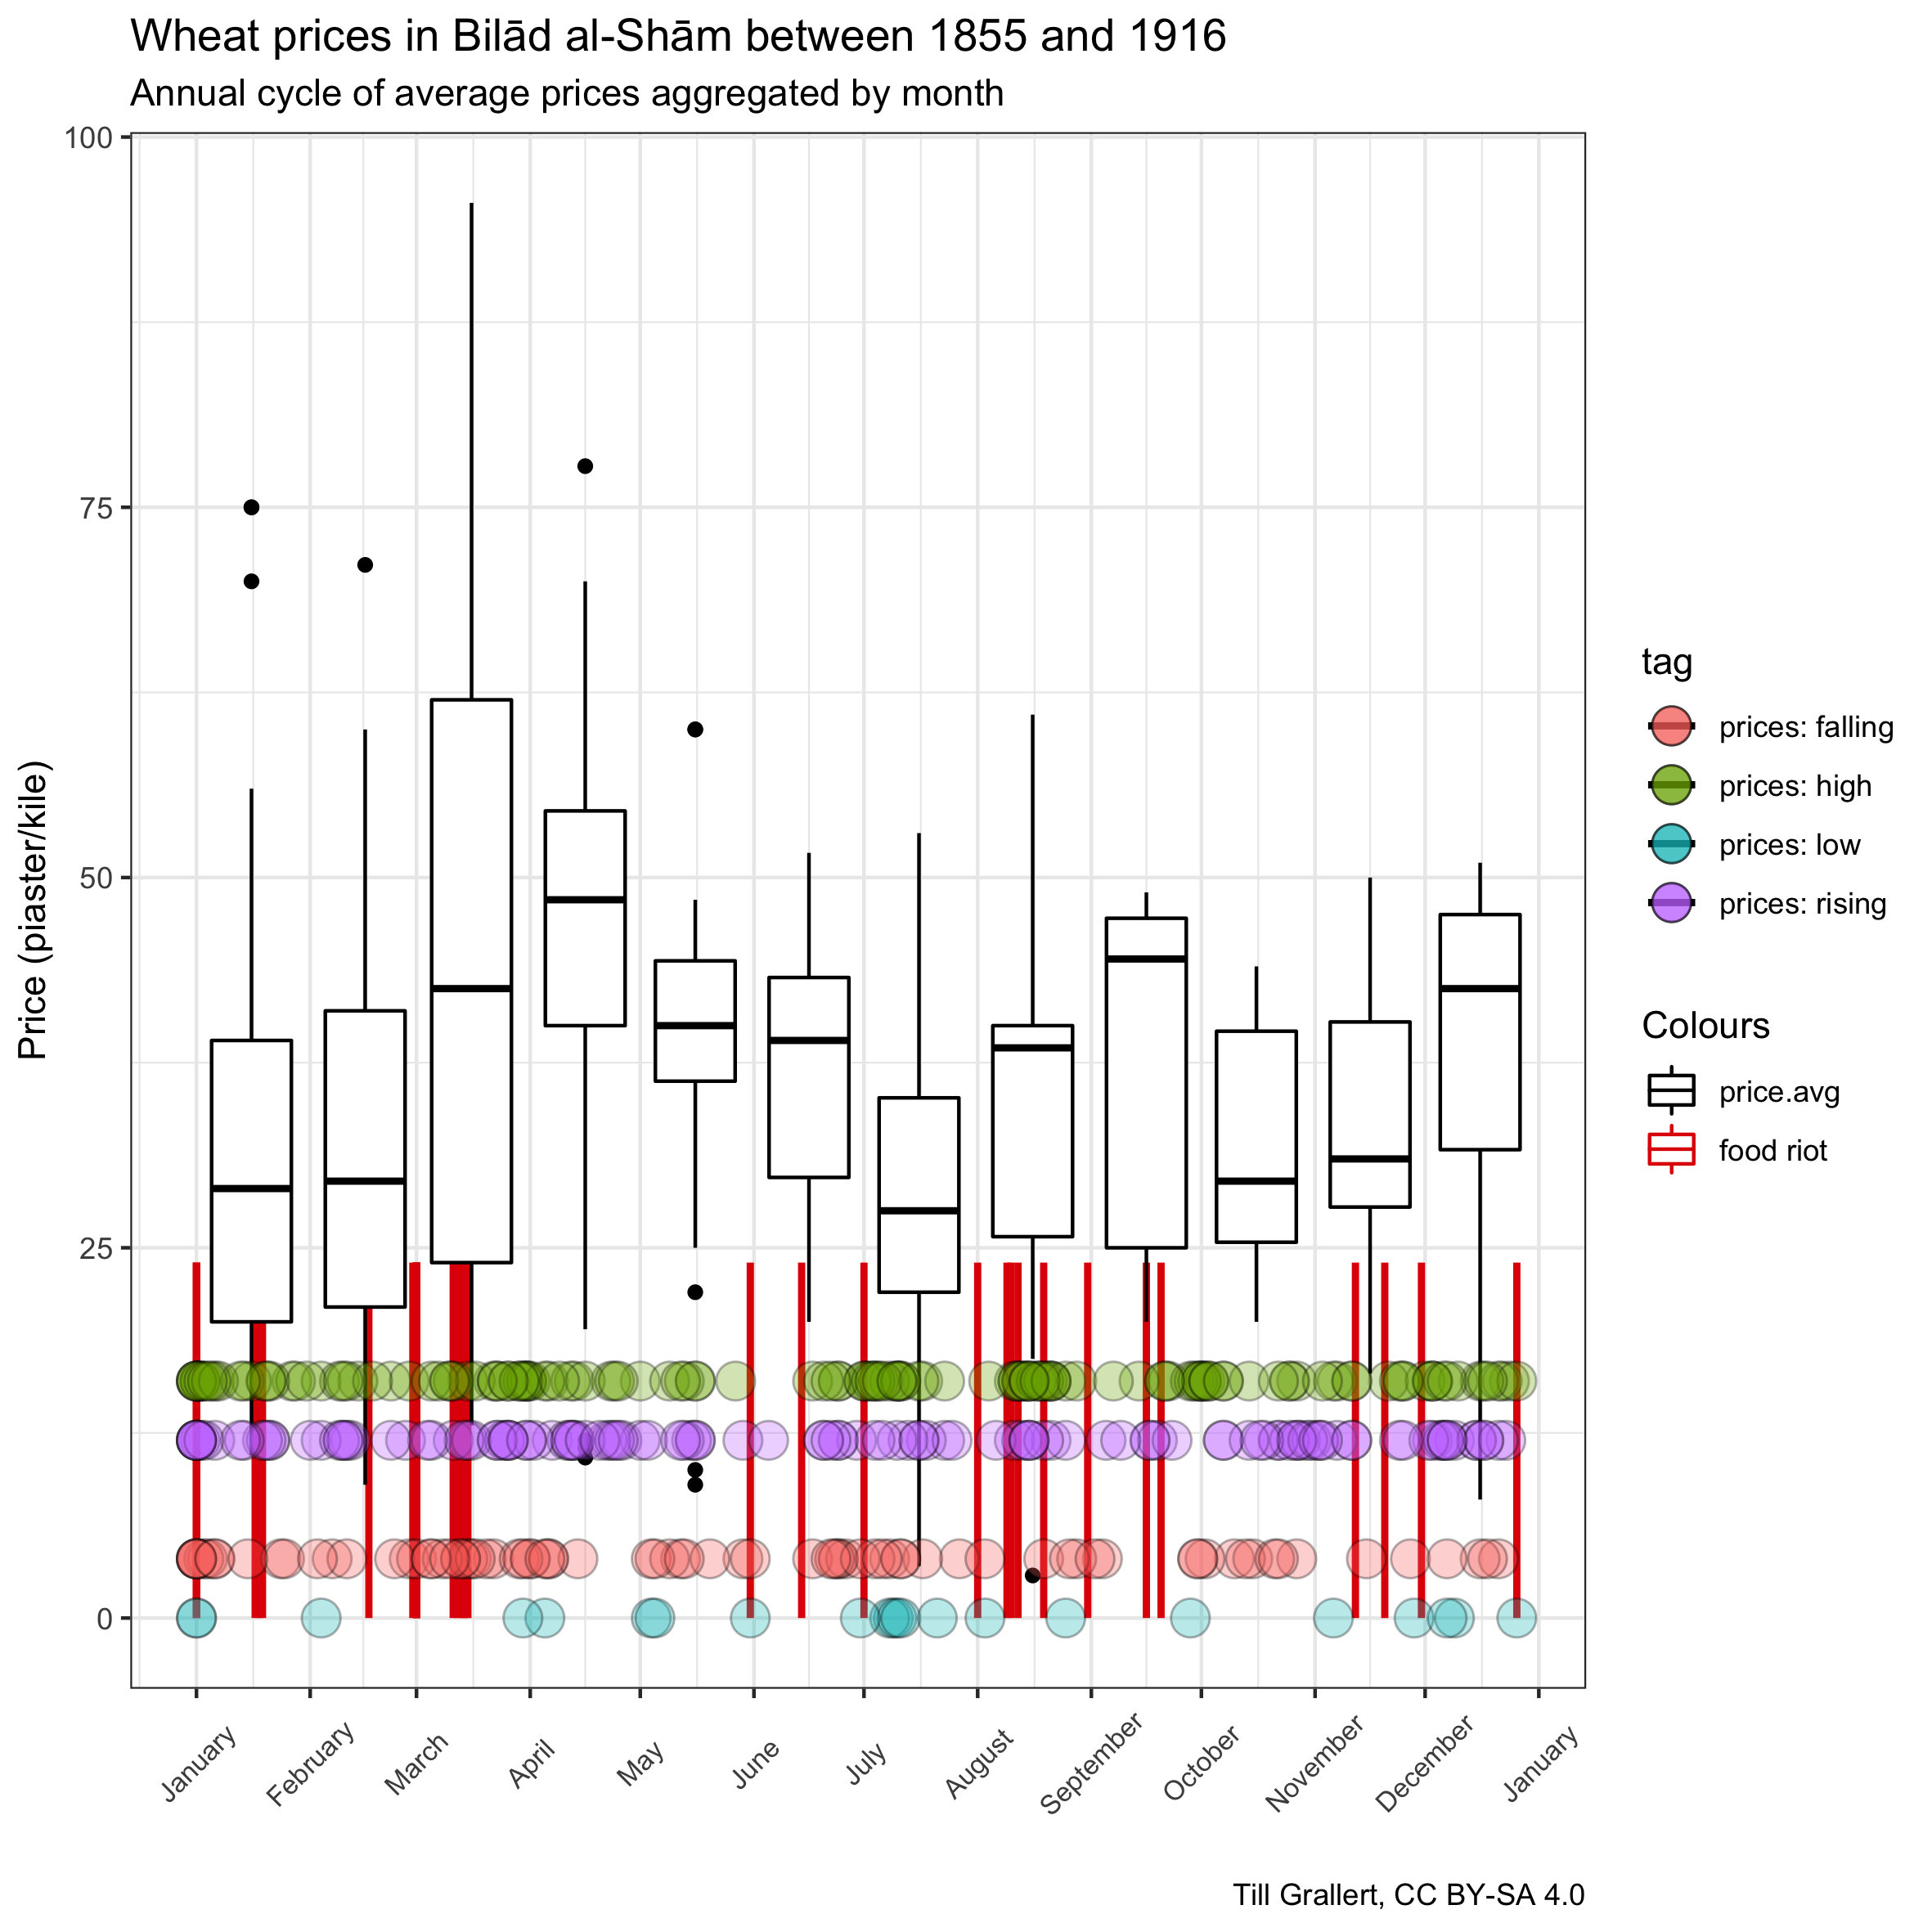 Wheat prices in Bilād al-Shām between 1855 and 1916
Annual cycle of average prices aggregated by month
100
75
50
25
0
Price (piaster/kile)
January
February
March
April
May
June
July
August
September
October
November
December
January
tag
prices: falling
prices: high
prices: low
prices: rising
Colours
price.avg
food riot
Till Grallert, CC BY-SA 4.0